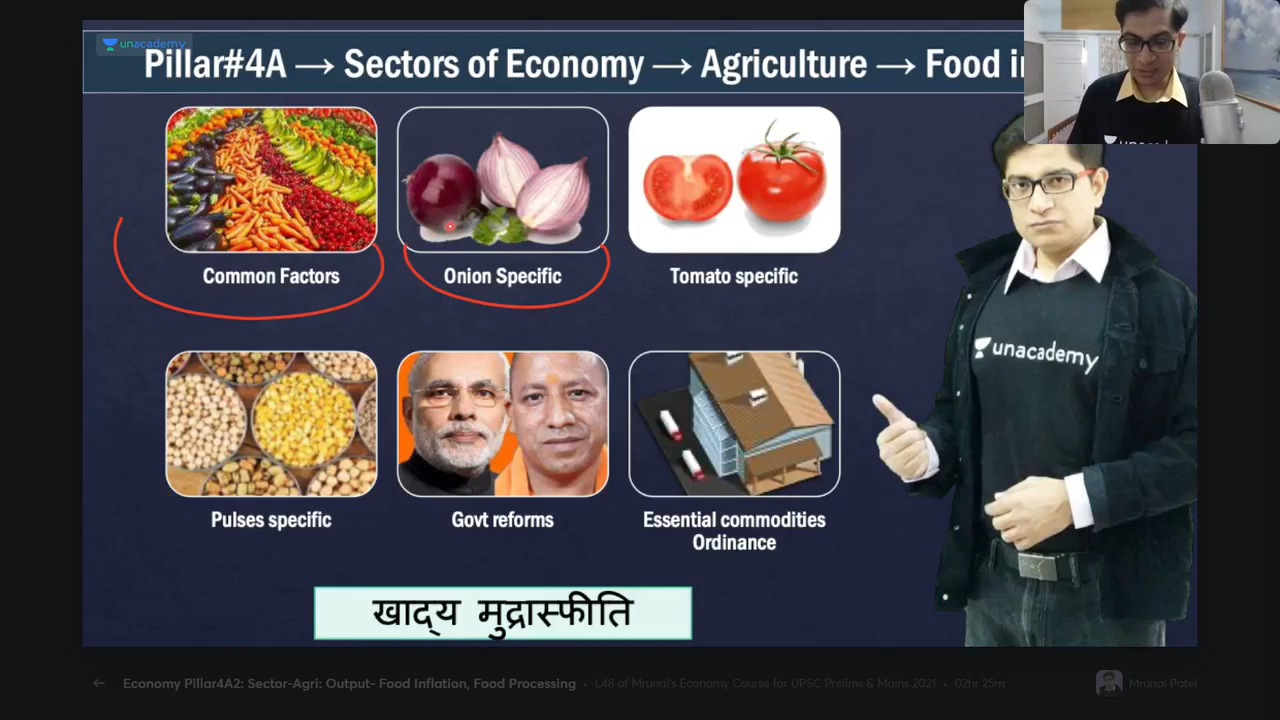 unacademy
Pillar#4A → Sectors of Economy → Agriculture → Food
Common Factors
Onion Specific
Tomato specific
unacademy
Pulses specific
Govt reforms
Essential commodities
Ordinance
खाद्य मुद्रास्फीति
← Economy Pillar4A2: Sector-Agri: Output- Food Inflation, Food Processing • L48 of Mrunal's Economy Course for UPSC Prelims & Mains 2021 • 02hr 25m
Mrunal Patel